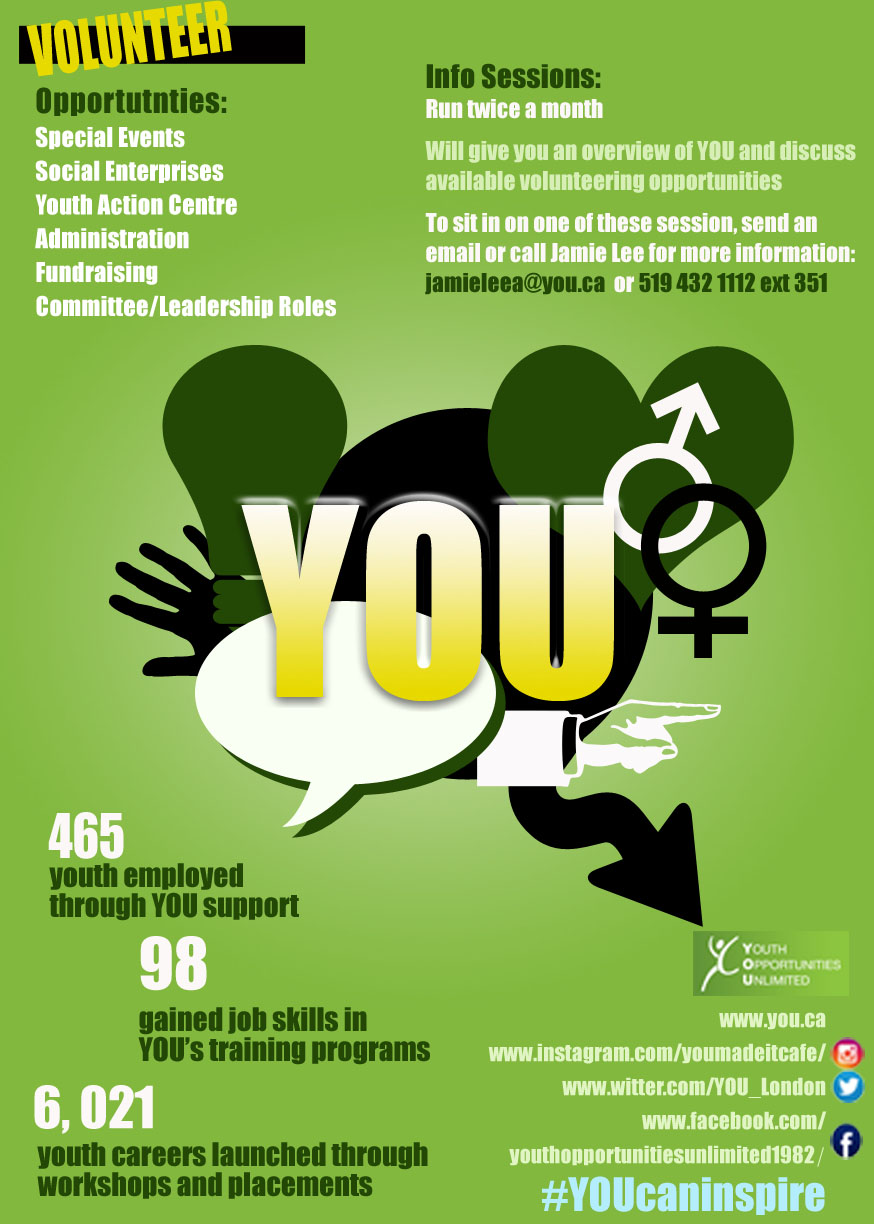 VOLUNTEER
Opportutnties:
Special Events
Social Enterprises
Youth Action Centre
Administration
Fundraising
Committee/Leadership Roles
Info Sessions:
Run twice a month
Will give you an overview of YOU and discuss
available volunteering opportunities
To sit in on one of these session, send an
email or call Jamie Lee for more information:
jamieleea@you.ca or 519 432 1112 ext 351
YOU
465
youth employed
through YOU support
98
gained job skills in
YOU's training programs
6, 021
youth careers launched through
workshops and placements
YOUTH
OPPORTUNITIES
UNLIMITED
www.you.ca
www.instagram.com/youmadeitcafe/
www.witter.com/YOU_London
www.facebook.com/
youthopportunitiesunlimited1982/
#YOUcaninspire